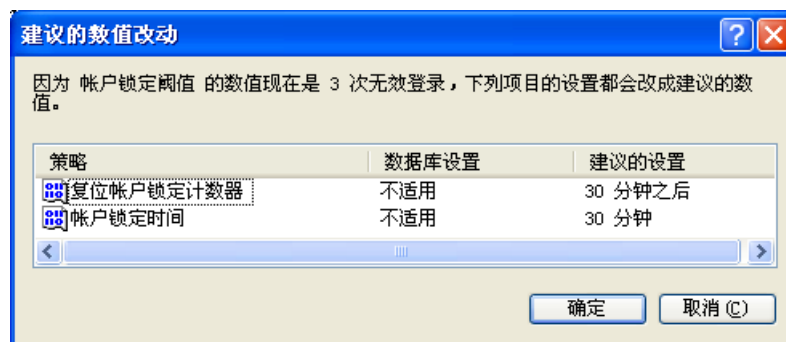 建议的数值改动
因为 帐户锁定阈值 的数值现在是 3 次无效登录，下列项目的设置都会改成建议的数
值。
策略 数据库设置 建议的设置
复位帐户锁定计数器 不适用 30 分钟之后
帐户锁定时间 不适用 30 分钟
确定 取消(C)